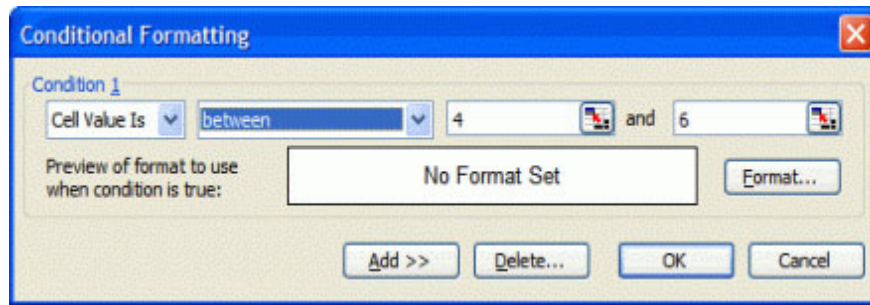 Conditional Formatting
Condition 1
Cell Value Is between 4 and 6
Preview of format to use
when condition is true:
No Format Set
Format...
Add >> Delete... OK Cancel